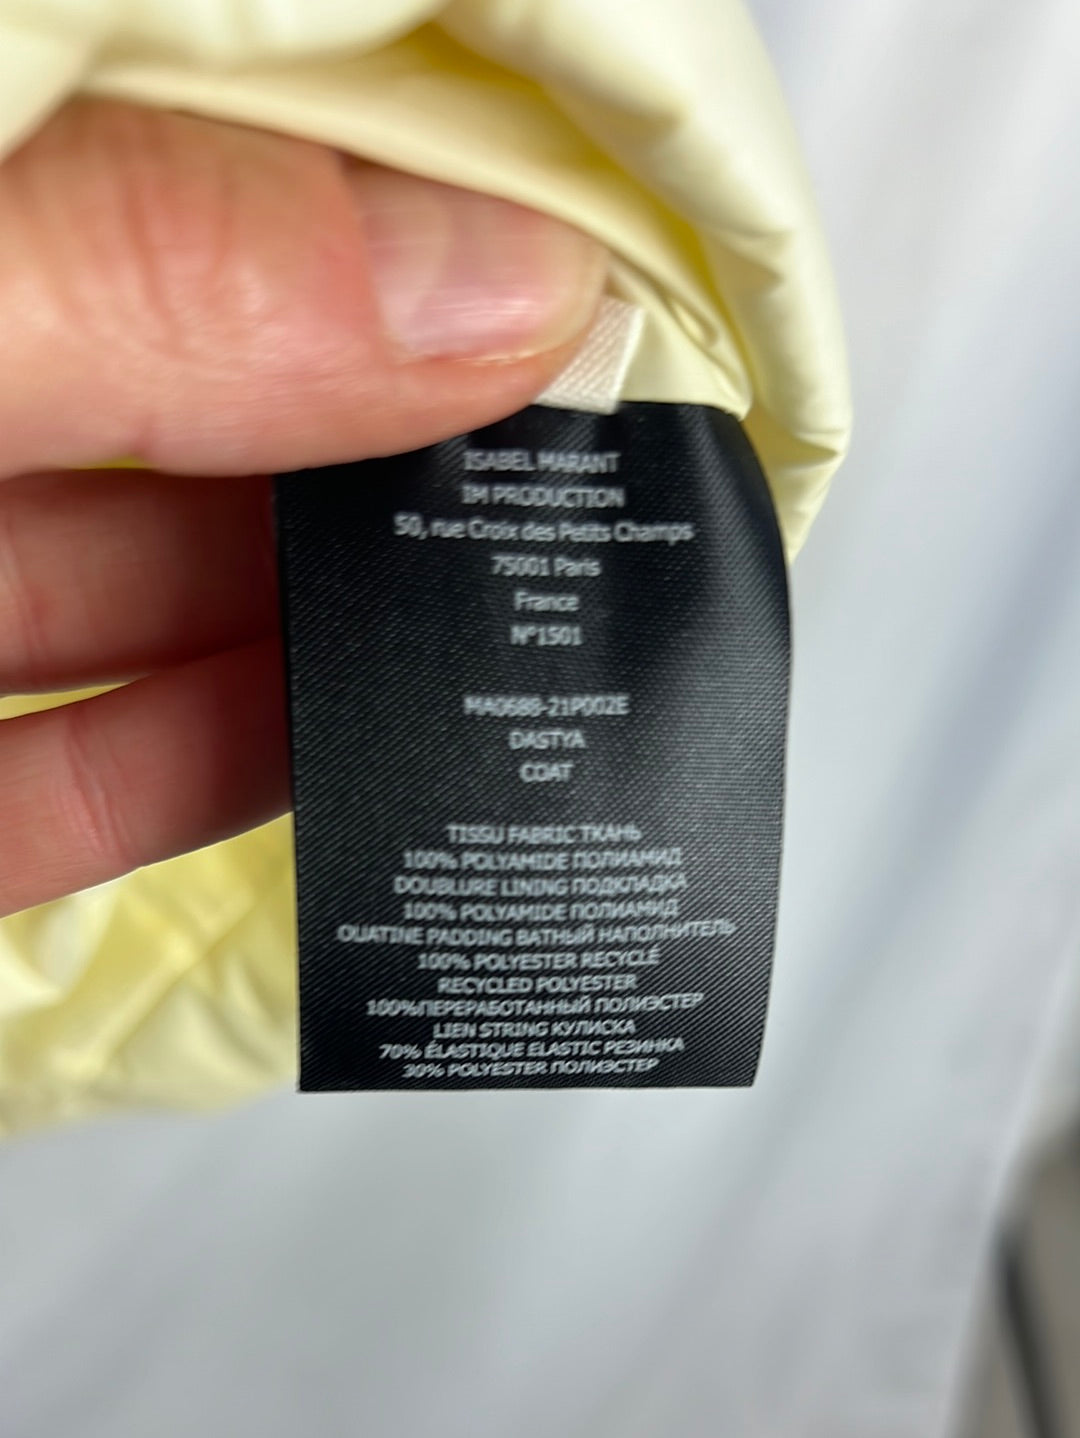 ISABEL MARANT
IM PRODUCTION
50, rue Croix des Petits Champs
75001 Paris
France
N°1501
MA0688-21P002E
DASTYA
COAT
TISSU FABRIC ТКАНЬ
100% POLYAMIDE ПОЛИАМИД
DOUBLURE LINING ПОДКЛАДКА
100% POLYAMIDE ПОЛИАМИД
OUATINE PADDING ВАТНЫЙ НАПОЛНИТЕЛЬ
100% POLYESTER RECYCLÉ
RECYCLED POLYESTER
100%ПЕРЕРАБОТАННЫЙ ПОЛИЭСТЕР
LIEN STRING КУЛИСКА
70% ÉLASTIQUE ELASTIC РЕЗИНКА
30% POLYESTER ПОЛИЭСТЕР